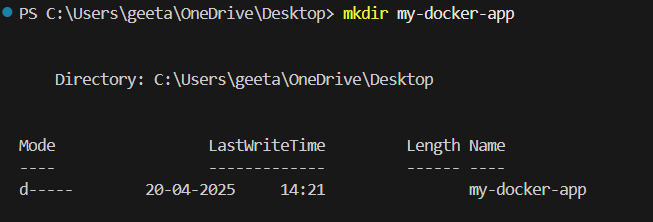 PS C:\Users\geeta\OneDrive\Desktop> mkdir my-docker-app
Directory: C:\Users\geeta\OneDrive\Desktop
Mode LastWriteTime Length Name
---- ------------- ------ ----
d----- 20-04-2025 14:21 my-docker-app